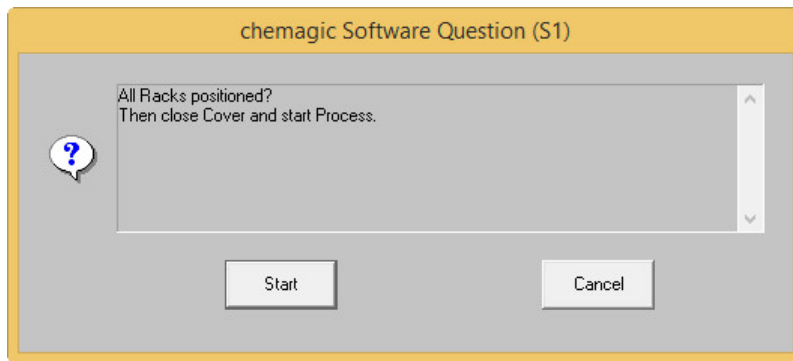 chemagic Software Question (S1)
All Racks positioned?
Then close Cover and start Process.
?
Start
Cancel